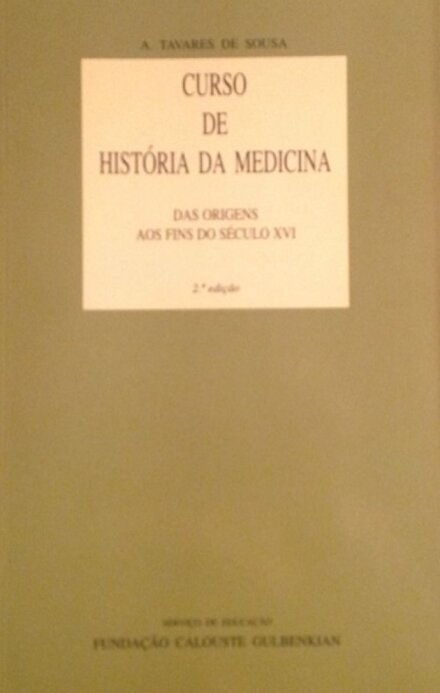 A. TAVARES DE SOUSA
CURSO
DE
HISTÓRIA DA MEDICINA
DAS ORIGENS
AOS FINS DO SÉCULO XVI
2.ª edição
SERVIÇO DE EDUCAÇÃO
FUNDAÇÃO CALOUSTE GULBENKIAN